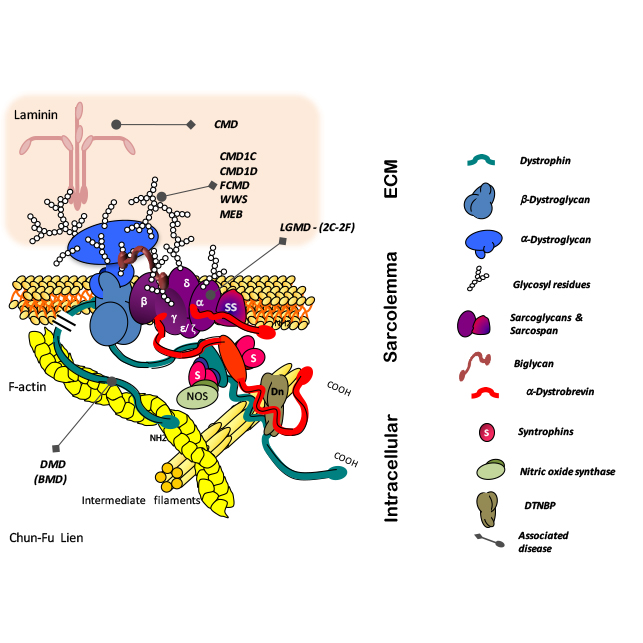 Laminin
CMD
CMD1C
CMD1D
FCMD
WWS
MEB
LGMD - (2C-2F)
β
δ
α
SS
γ
ε/ζ
S
S
NOS
Dn
F-actin
NH2
COOH
COOH
DMD
(BMD)
Intermediate filaments
Chun-Fu Lien
ECM
Sarcolemma
Intracellular
Dystrophin
β-Dystroglycan
α-Dystroglycan
Glycosyl residues
Sarcoglycans &
Sarcospan
Biglycan
α-Dystrobrevin
S
Syntrophins
Nitric oxide synthase
DTNBP
Associated
disease